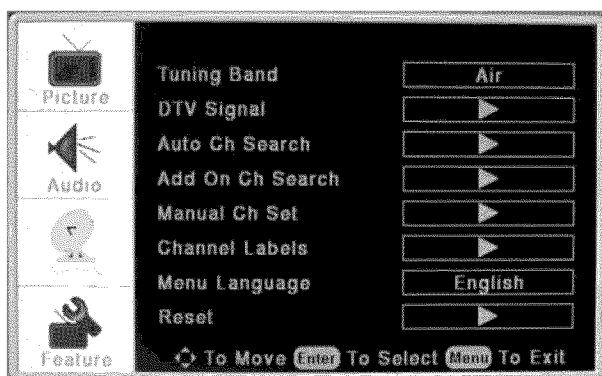 Picture
Audio
Feature
Tuning Band Air
DTV Signal
Auto Ch Search
Add On Ch Search
Manual Ch Set
Channel Labels
Menu Language English
Reset
To Move Enter To Select Menu To Exit